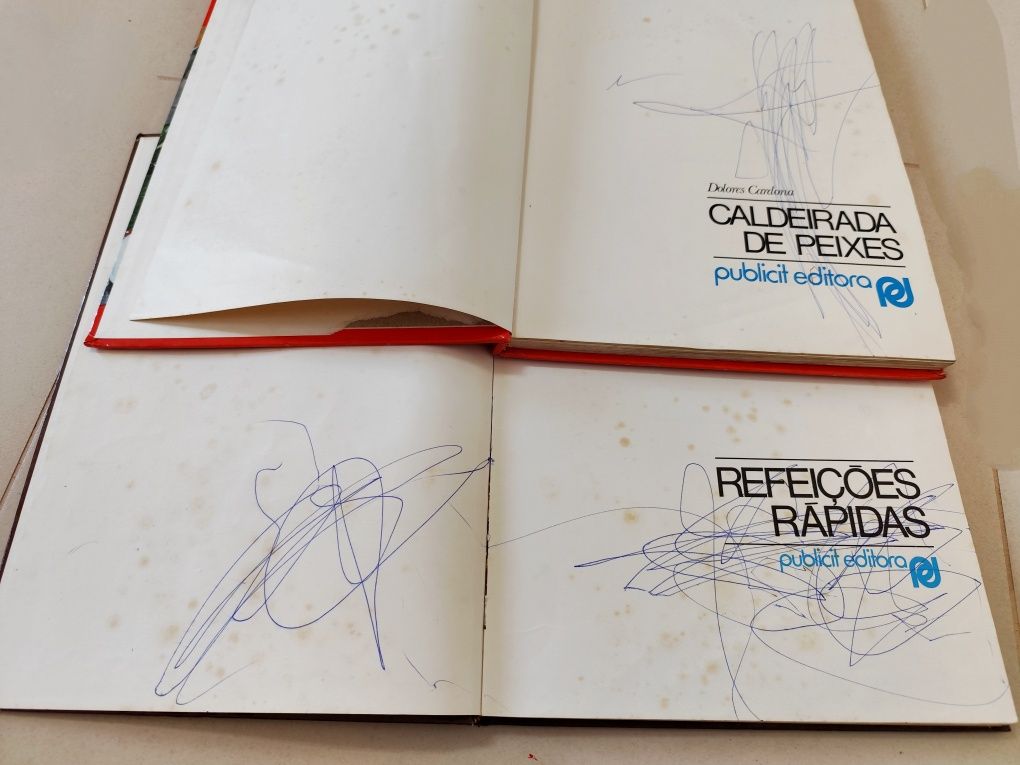 Dolores Cardona
CALDEIRADA
DE PEIXES
publicit editora
REFEIÇÕES
RÁPIDAS
publicit editora